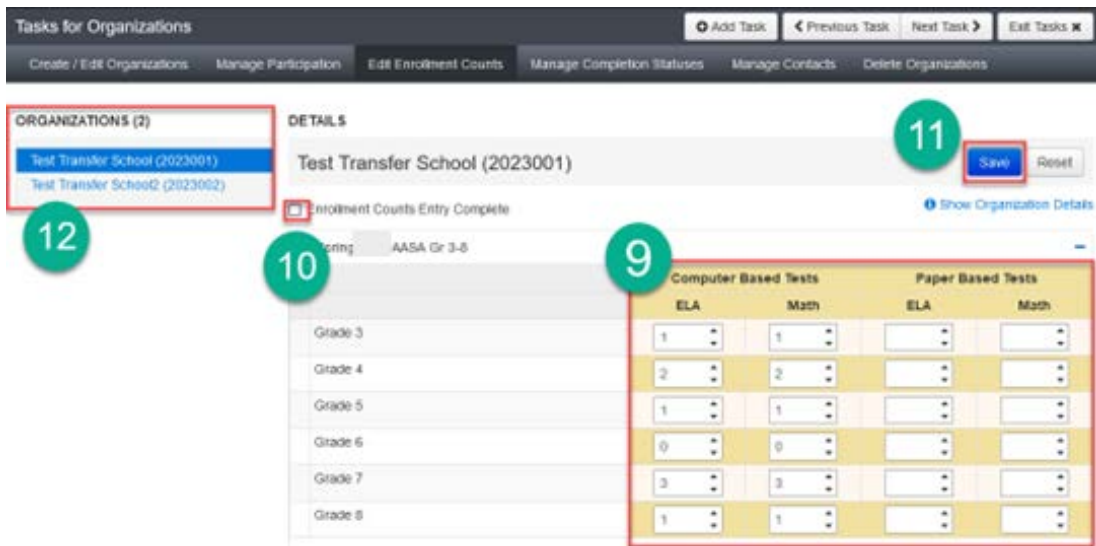 Tasks for Organizations
Add Task
Previous Task
Next Task
Exit Tasks
Create / Edit Organizations
Manage Participation
Edit Enrollment Counts
Manage Completion Statuses
Manage Contacts
Delete Organizations
ORGANIZATIONS (2)
Test Transfer School (2023001)
Test Transfer School2 (2023002)
12
DETAILS
Test Transfer School (2023001)
11
Save
Reset
Enrollment Counts Entry Complete
Show Organization Details
10
AASA Gr 3-8
9
Computer Based Tests Paper Based Tests
ELA Math ELA Math
Grade 3 1 1
Grade 4 2 2
Grade 5 1 1
Grade 6 0 0
Grade 7 3 3
Grade 8 1 1